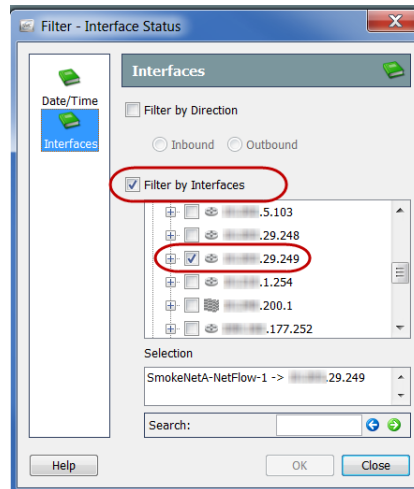 Filter - Interface Status
X
Date/Time
Interfaces
Interfaces
Filter by Direction
Inbound Outbound
Filter by Interfaces
.5.103
.29.248
.29.249
.1.254
.200.1
.177.252
Selection
SmokeNetA-NetFlow-1 -> .29.249
Search:
Help OK Close